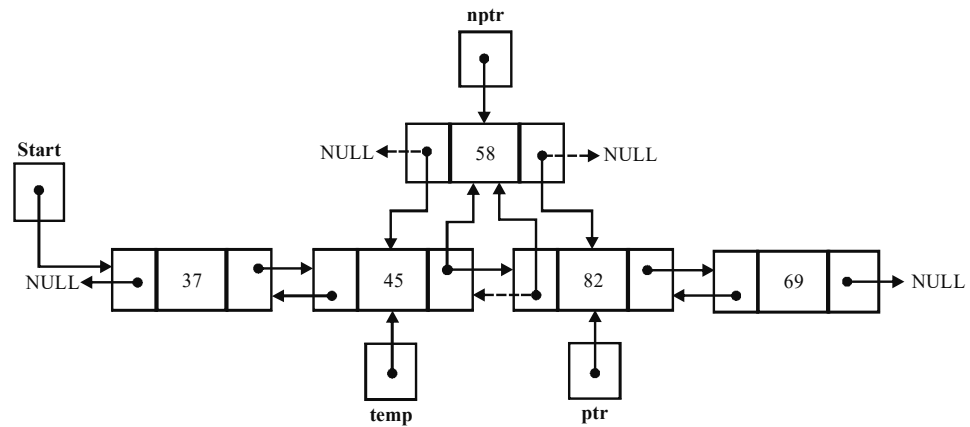 nptr
NULL
58
NULL
Start
NULL
37
45
82
69
NULL
temp
ptr